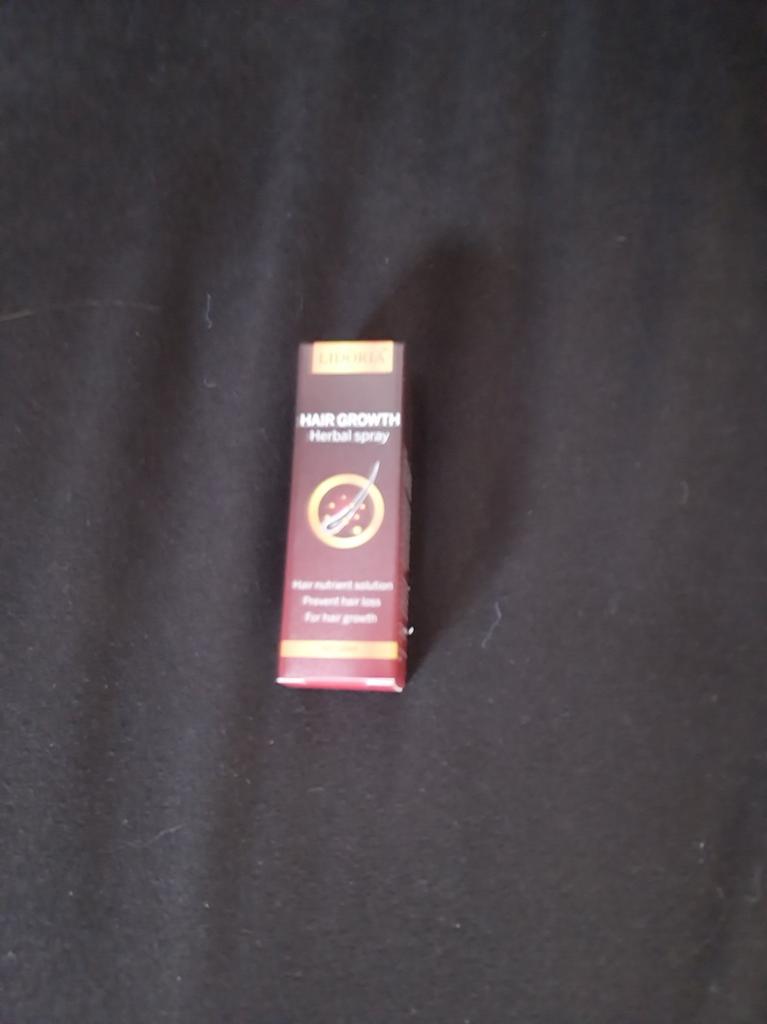 LIDORIA
HAIR GROWTH
Herbal spray
Hair nutrient solution
Prevent hair loss
For hair growth